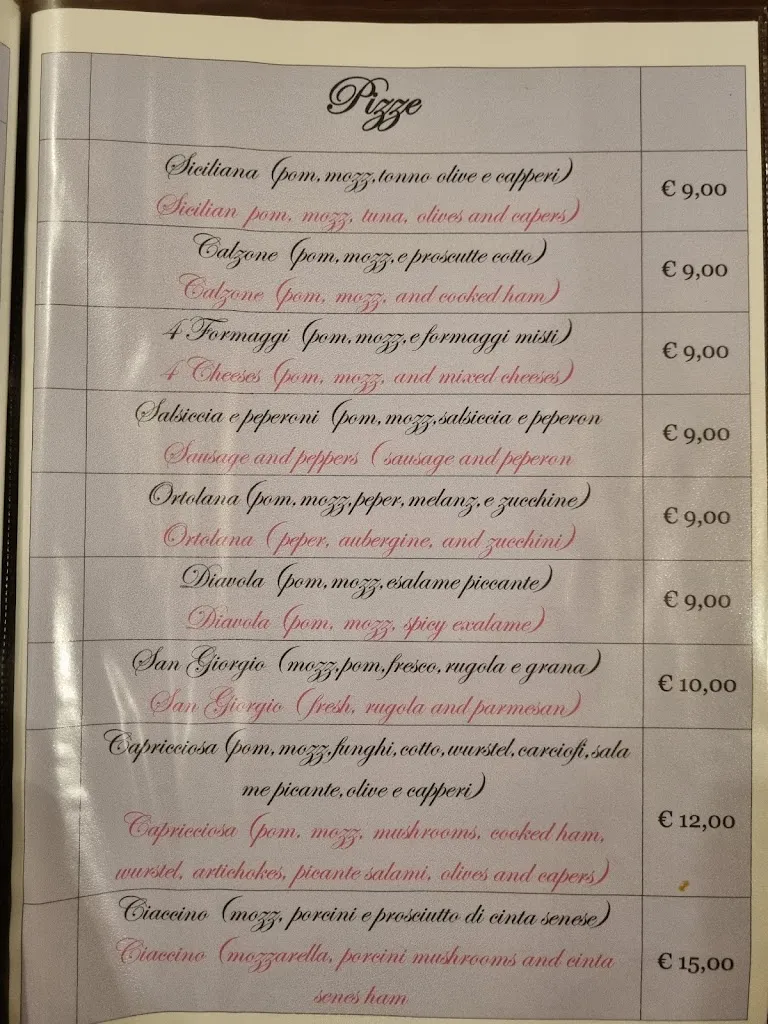 Pizze
Siciliana (pom, mozz,tonno olive e capperi)
€ 9,00
Sicilian pom, mozz, tuna, olives and capers)
Calzone (pom, mozz,e proscutte cotto)
€ 9,00
Calzone (pom, mozz, and cooked ham)
4 Formaggi (pom, mozz,e formaggi misti)
€ 9,00
4 Cheeses (pom, mozz, and mixed cheeses)
Salsiccia e peperoni (pom, mozz,salsiccia e peperon
€ 9,00
Sausage and peppers (sausage and peperon
Ortolana (pom, mozz,peper, melanz,e zucchine)
€ 9,00
Ortolana (peper, aubergine, and zucchini)
Diavola (pom, mozz,esalame piccante)
€ 9,00
Diavola (pom, mozz, spicy exalame)
San Giorgio (mozz,pom,fresco, rugola e grana)
€ 10,00
San Giorgio (fresh, rugola and parmesan)
Capricciosa (pom, mozz,funghi, cotto,wurstel,carciofi,sala
me picante,olive e capperi)
€ 12,00
Capricciosa (pom, mozz, mushrooms, cooked ham,
wurstel, artichokes, picante salami, olives and capers)
Ciaccino (mozz, porcini e prosciutto di cinta senese)
€ 15,00
Ciaccino (mozzarella, porcini mushrooms and cinta
senes ham